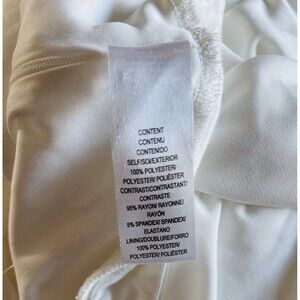 CONTENT
CONTENU
CONTENIDO
SELF/SOI/EXTERIOR
100% POLYESTER/
POLYESTER/ POLIÉSTER
CONTRAST/CONTRASTANT/
CONTRASTE
95% RAYON/ RAYONNE/
RAYÓN
5% SPANDEX/ SPANDEX/
ELASTANO
LINING/DOUBLURE/FORRO
100% POLYESTER/
POLYESTER/ POLIÉSTER